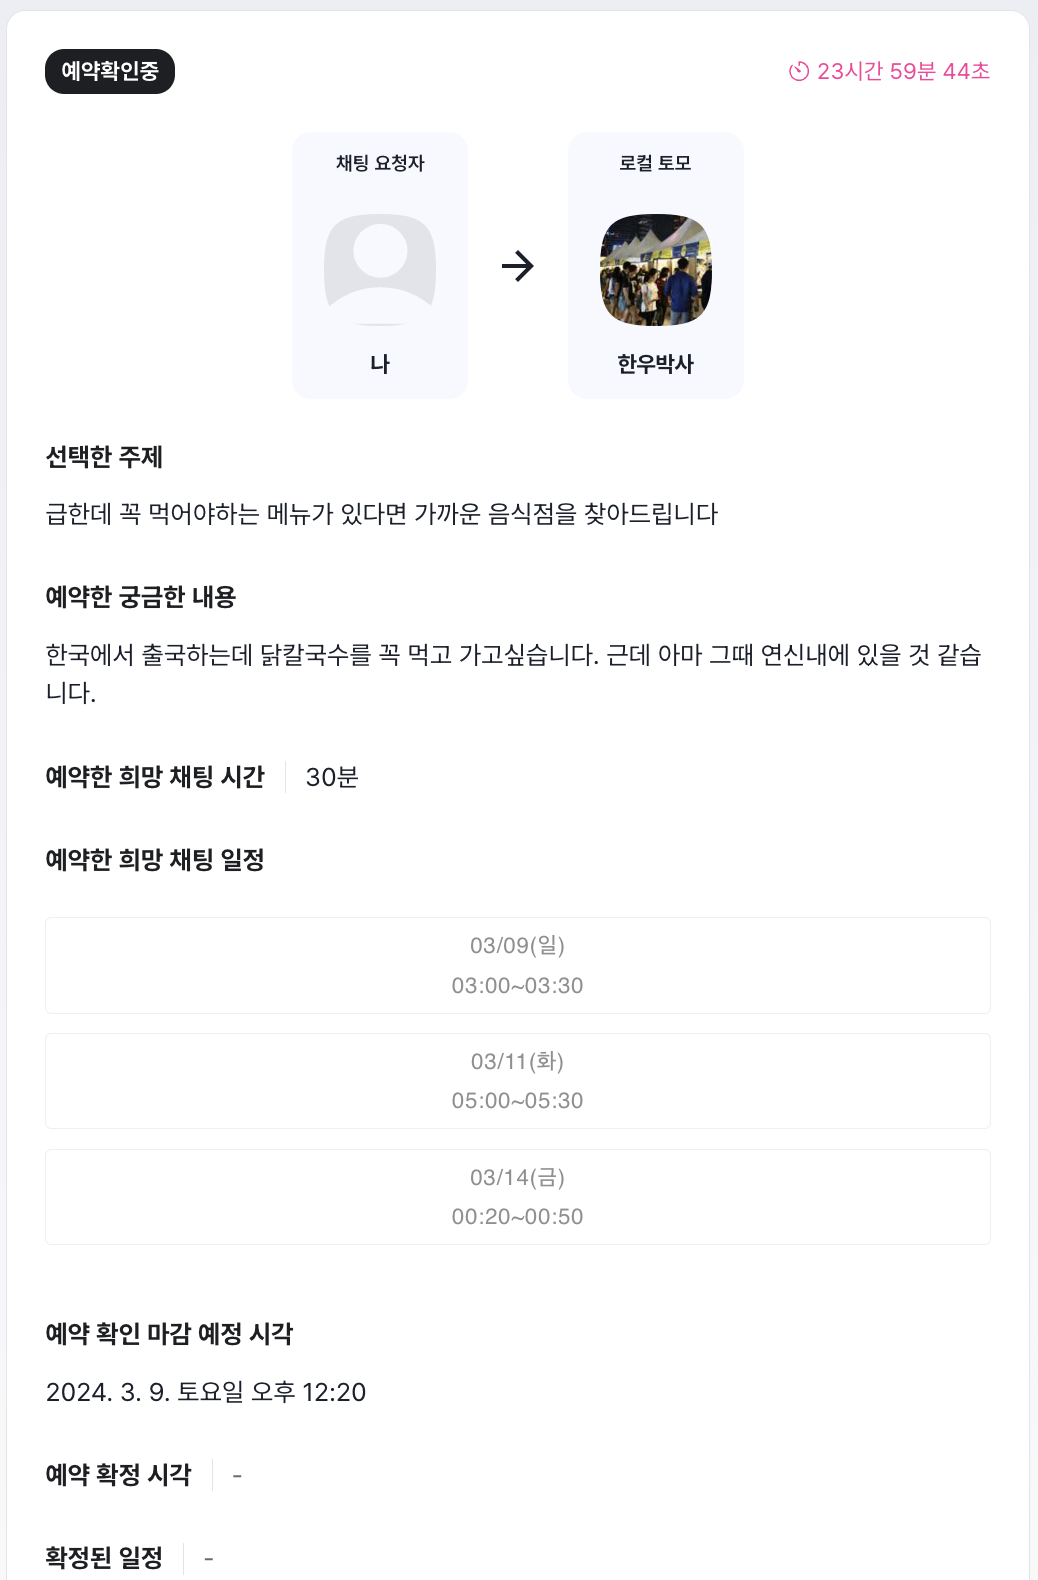 예약확인중
23시간 59분 44초
채팅 요청자
로컬 토모
나
한우박사
선택한 주제
급한데 꼭 먹어야하는 메뉴가 있다면 가까운 음식점을 찾아드립니다
예약한 궁금한 내용
한국에서 출국하는데 닭칼국수를 꼭 먹고 가고싶습니다. 근데 아마 그때 연신내에 있을 것 같습
니다.
예약한 희망 채팅 시간 30분
예약한 희망 채팅 일정
03/09(일)
03:00~03:30
03/11(화)
05:00~05:30
03/14(금)
00:20~00:50
예약 확인 마감 예정 시각
2024. 3. 9. 토요일 오후 12:20
예약 확정 시각 -
확정된 일정 -